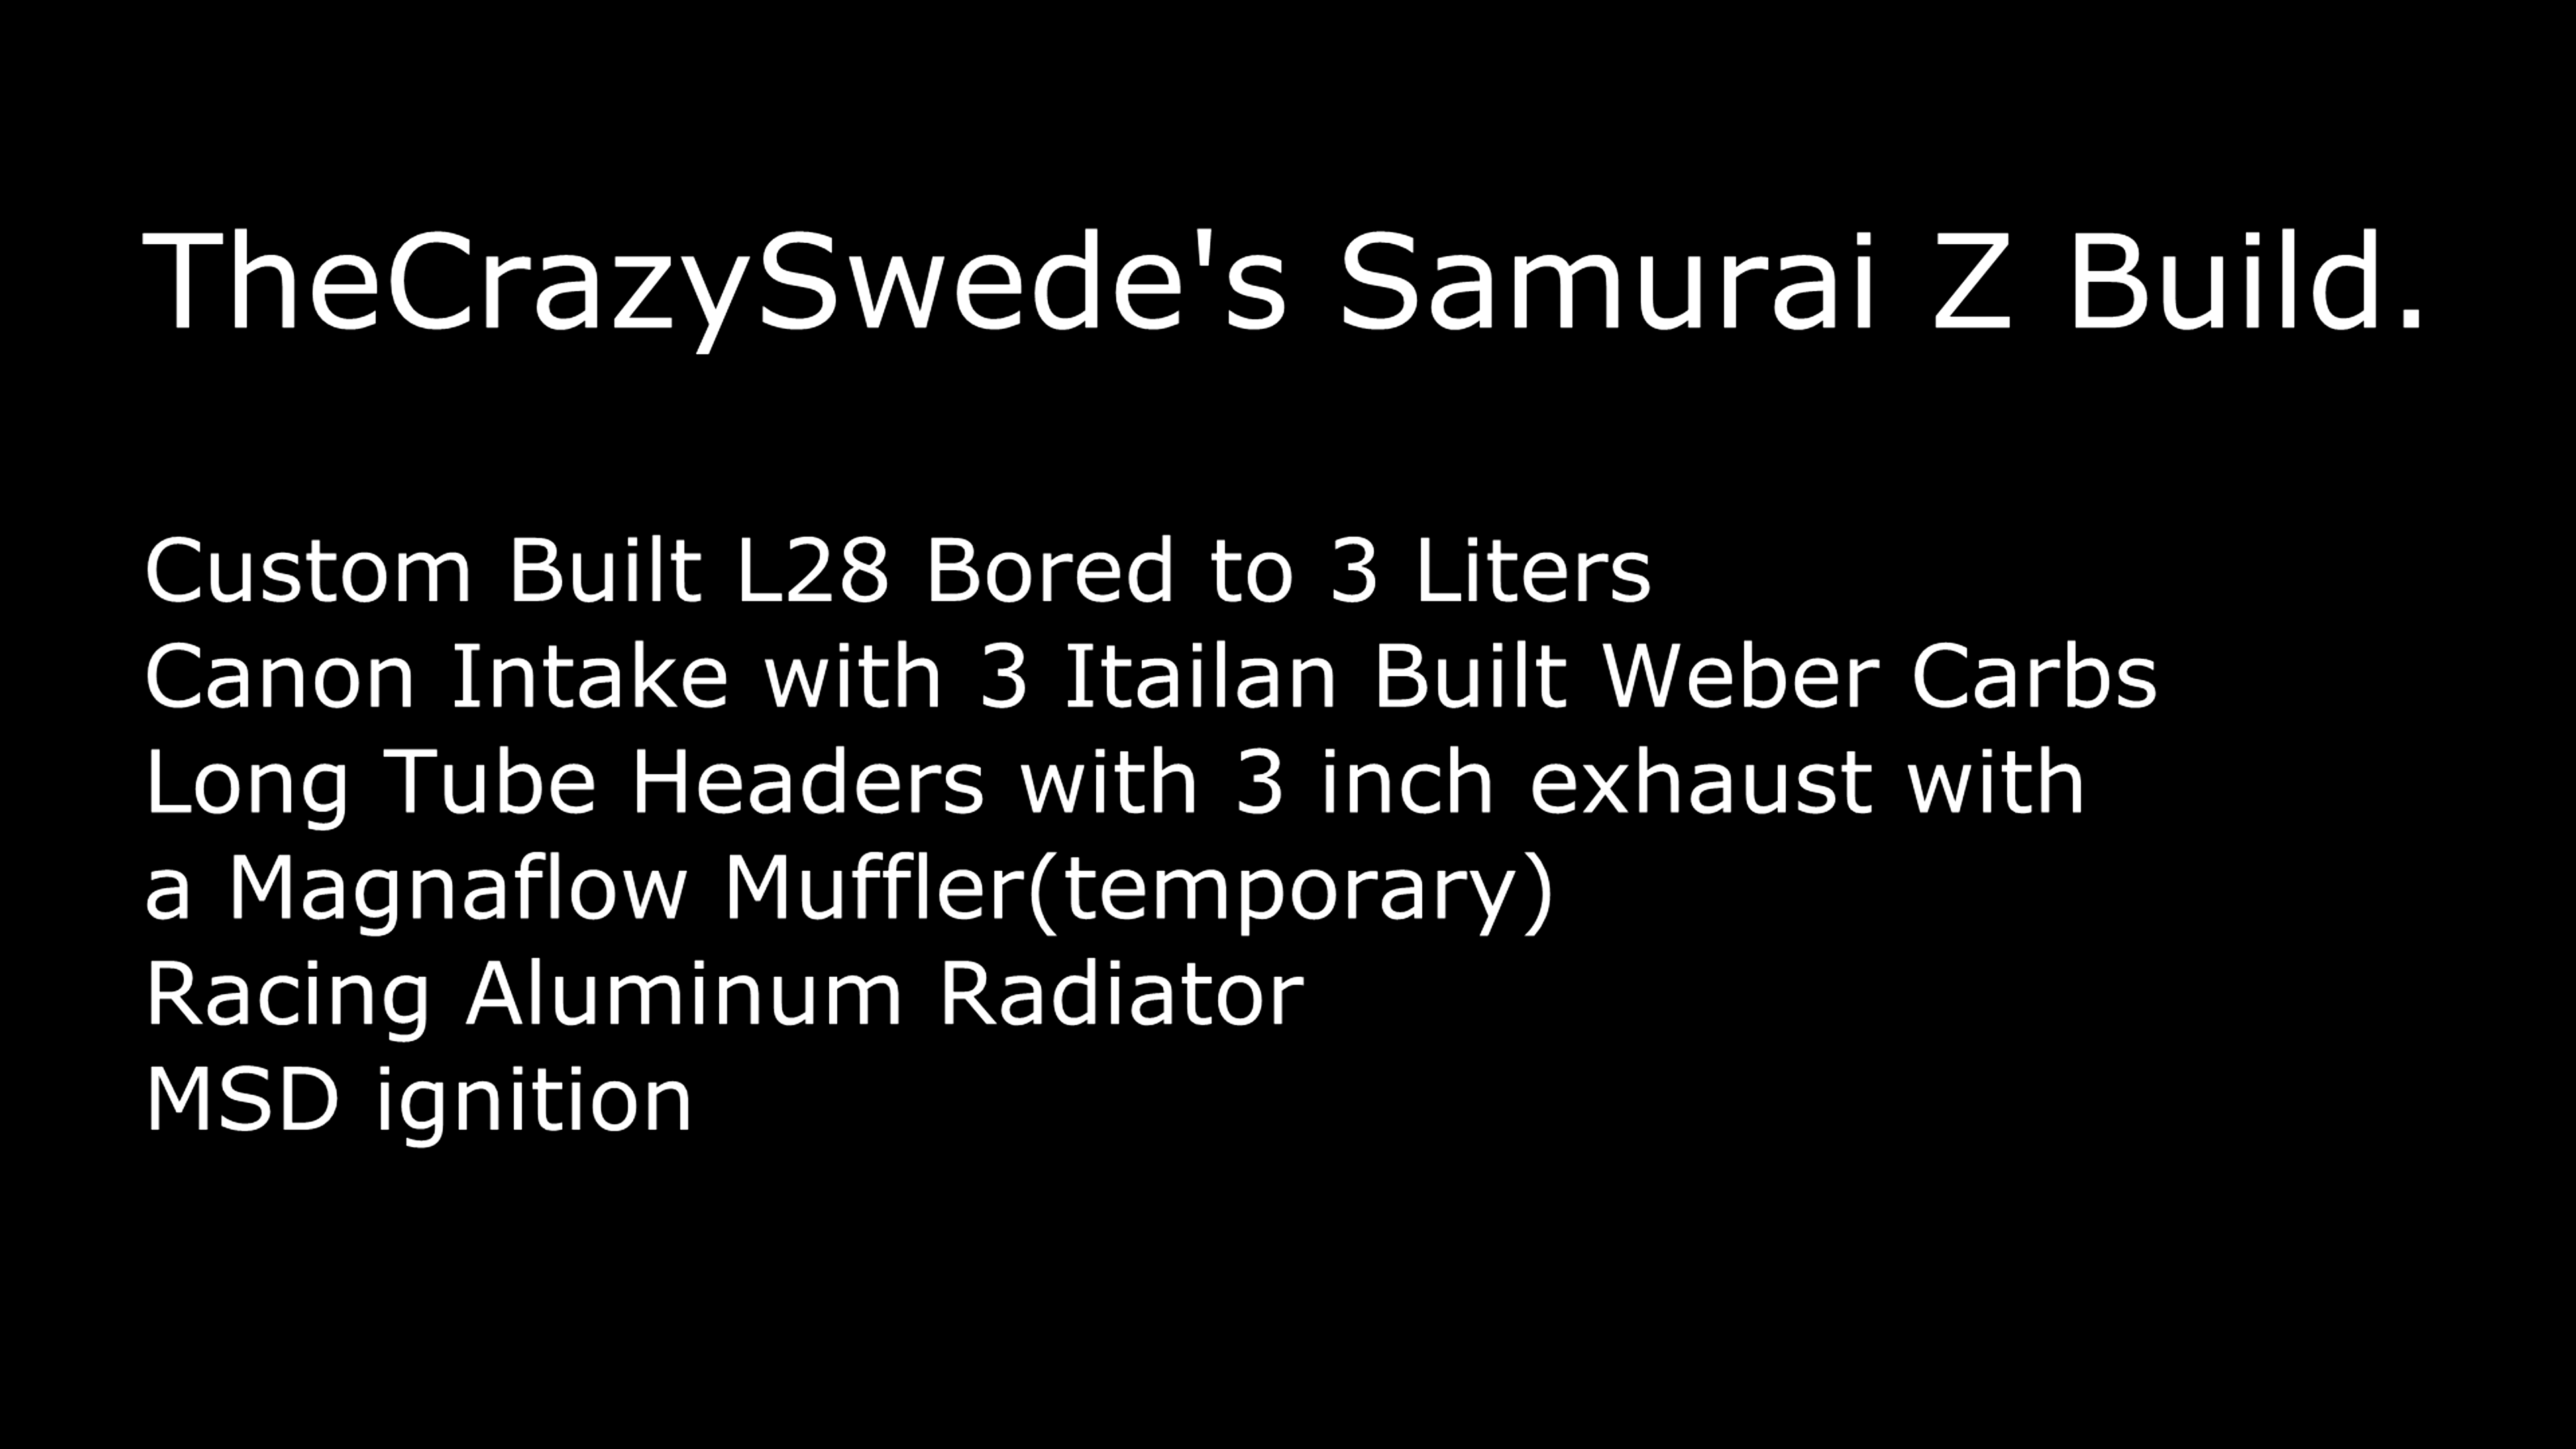 TheCrazySwede's Samurai Z Build.
Custom Built L28 Bored to 3 Liters
Canon Intake with 3 Itailan Built Weber Carbs
Long Tube Headers with 3 inch exhaust with
a Magnaflow Muffler(temporary)
Racing Aluminum Radiator
MSD ignition